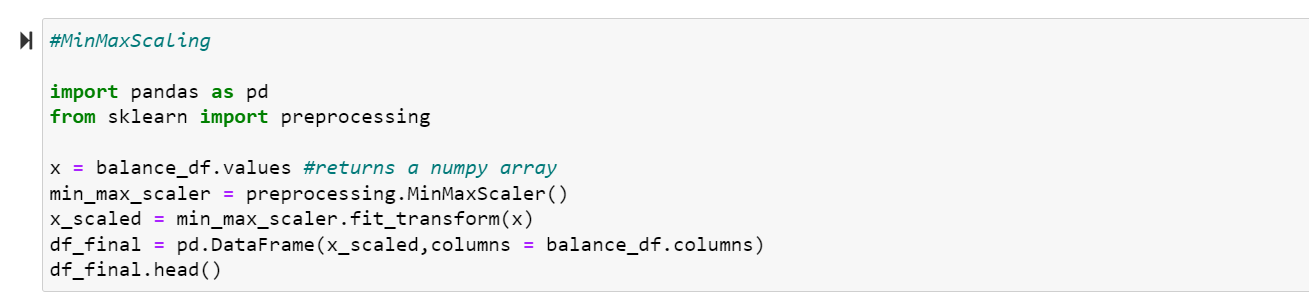 #MinMaxScaling
import pandas as pd
from sklearn import preprocessing
x = balance_df.values #returns a numpy array
min_max_scaler = preprocessing.MinMaxScaler()
x_scaled = min_max_scaler.fit_transform(x)
df_final = pd.DataFrame(x_scaled,columns = balance_df.columns)
df_final.head()